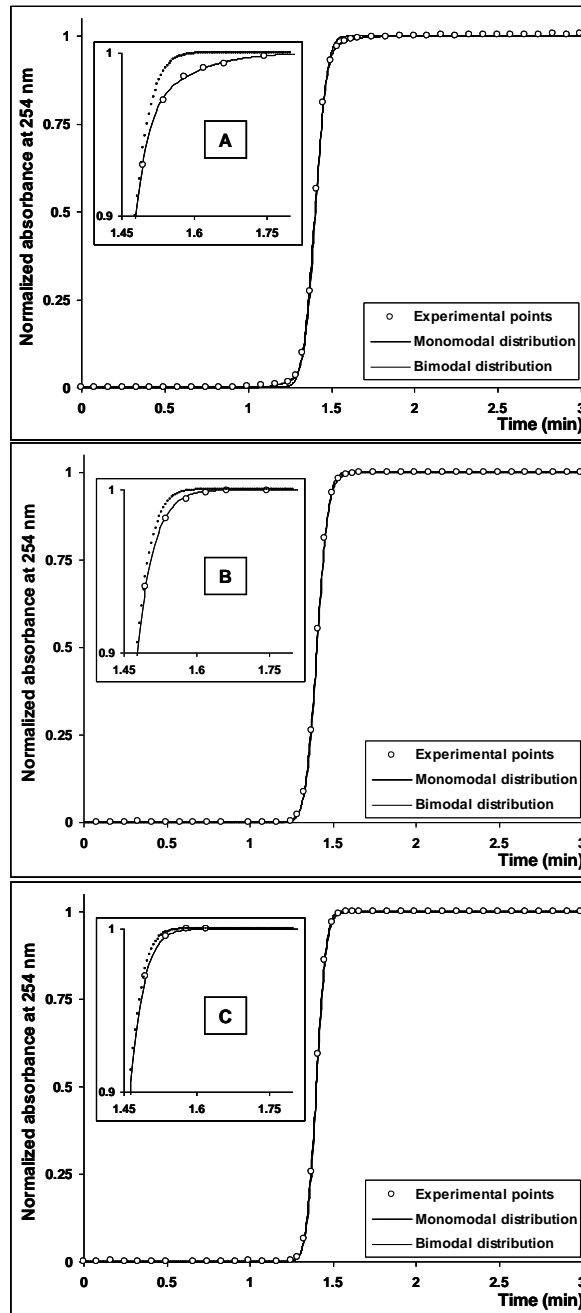 Normalized absorbance at 254 nm
1
0.75
0.5
0.25
0
1
0.9
1.45
1.6
1.75
A
Experimental points
Monomodal distribution
Bimodal distribution
0
0.5
1
1.5
2
2.5
3
Time (min)
Normalized absorbance at 254 nm
1
0.75
0.5
0.25
0
1
0.9
1.45
1.6
1.75
B
Experimental points
Monomodal distribution
Bimodal distribution
0
0.5
1
1.5
2
2.5
3
Time (min)
Normalized absorbance at 254 nm
1
0.75
0.5
0.25
0
1
0.9
1.45
1.6
1.75
C
Experimental points
Monomodal distribution
Bimodal distribution
0
0.5
1
1.5
2
2.5
3
Time (min)